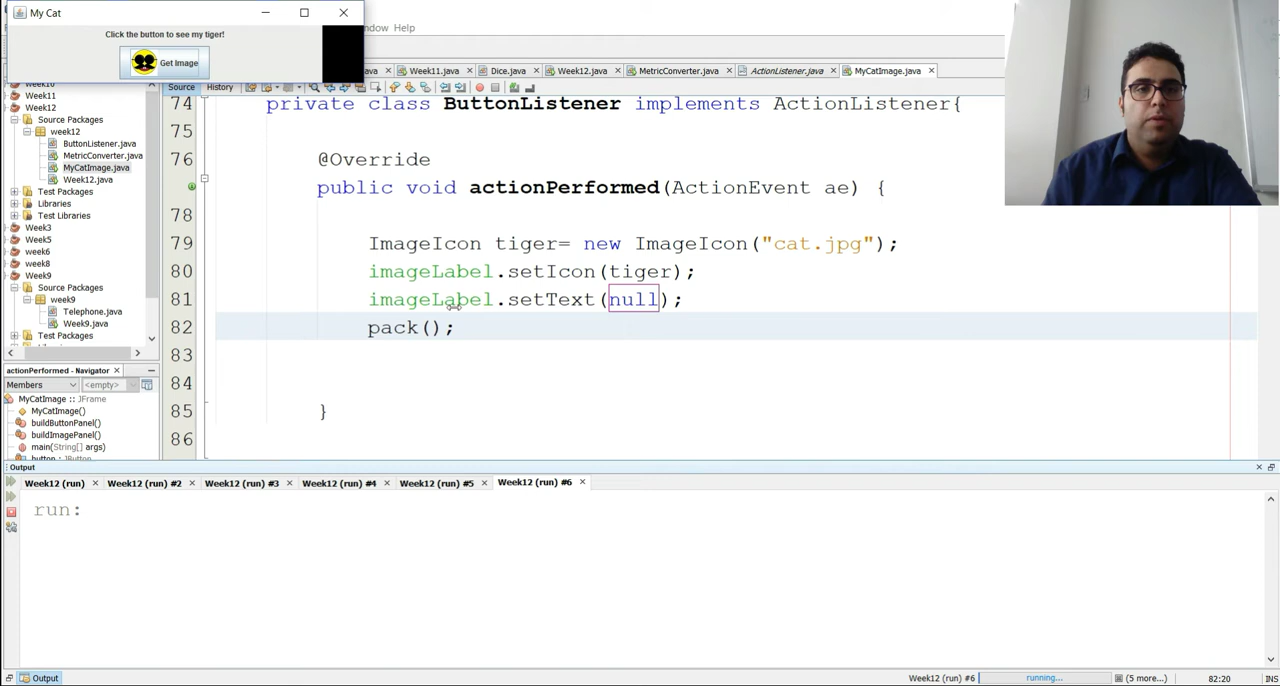 My Cat
Click the button to see my tiger!
Get Image
ndow Help
ava
Week11.java
Dice.java
Week12.java
MetricConverter.java
ActionListener.java
MyCatImage.java
Source
History
Week11
Week12
Source Packages
week12
ButtonListener.java
MetricConverter.java
MyCatImage.java
Week12.java
Test Packages
Libraries
Test Libraries
Week3
Week5
week6
week8
Week9
Source Packages
week9
Telephone.java
Week9.java
Test Packages
actionPerformed - Navigator
Members
<empty>
MyCatImage :: JFrame
MyCatImage()
buildButtonPanel()
buildImagePanel()
main(String[] args)
button : JButton
74 private class ButtonListener implements ActionListener{
75
76 @Override
public void actionPerformed(ActionEvent ae) {
78
79 ImageIcon tiger= new ImageIcon("cat.jpg");
80 imageLabel.setIcon(tiger);
81 imageLabel.setText(null);
82 pack();
83
84
85 }
86
Output
Week12 (run)
Week12 (run) #2
Week12 (run) #3
Week12 (run) #4
Week12 (run) #5
Week12 (run) #6
run:
Output
Week12 (run) #6
running...
(5 more...)
82:20
INS